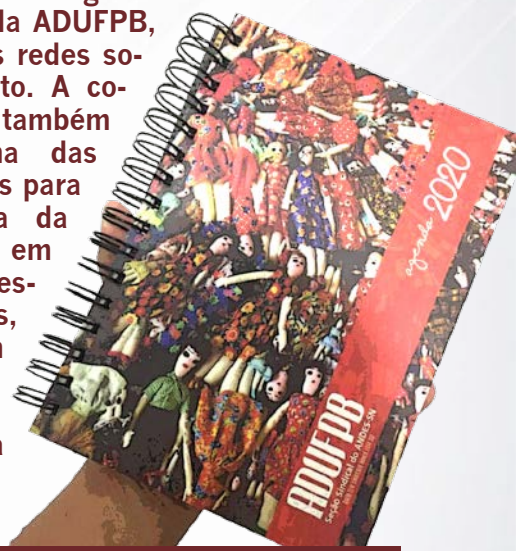 da ADUFPB,
s redes so-
to. A co-
também
na das
s para
a da
em
es-
s,
a
agenda 2020
ADUFPB
Seção Sindical do ANDES-SN